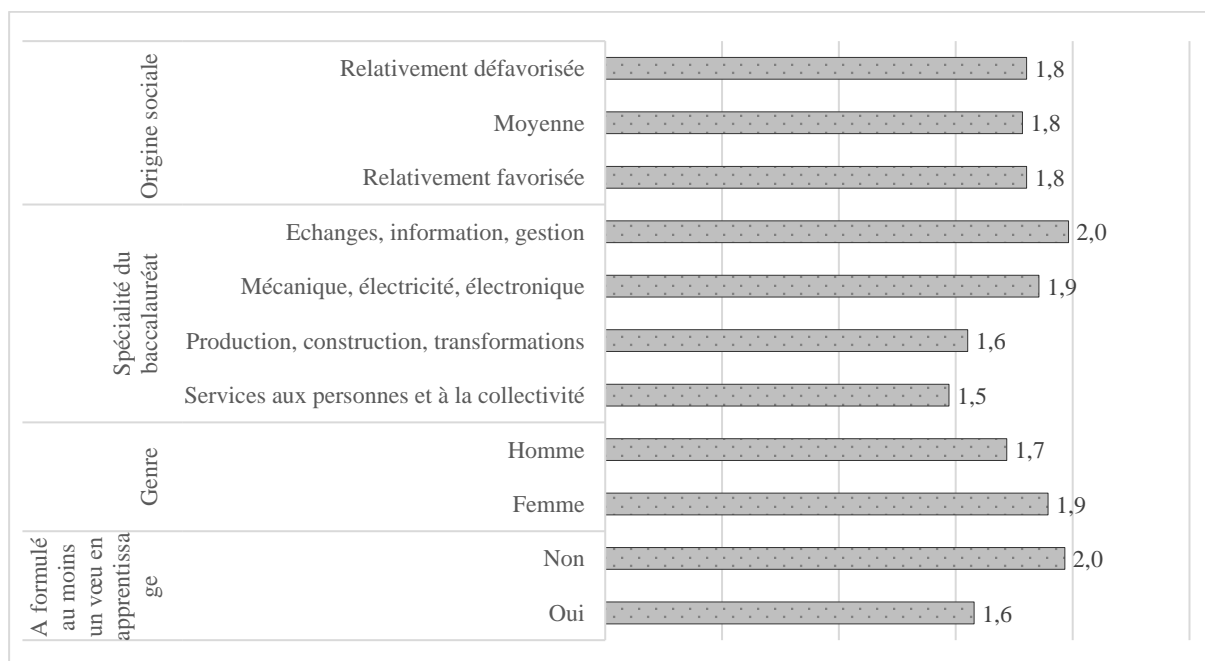 Origine sociale
Relativement défavorisée 1,8
Moyenne 1,8
Relativement favorisée 1,8
Spécialité du
baccalauréat
Echanges, information, gestion 2,0
Mécanique, électricité, électronique 1,9
Production, construction, transformations 1,6
Services aux personnes et à la collectivité 1,5
Genre
Homme 1,7
Femme 1,9
A formulé
au moins
un vœu en
apprentissa
ge
Non 2,0
Oui 1,6